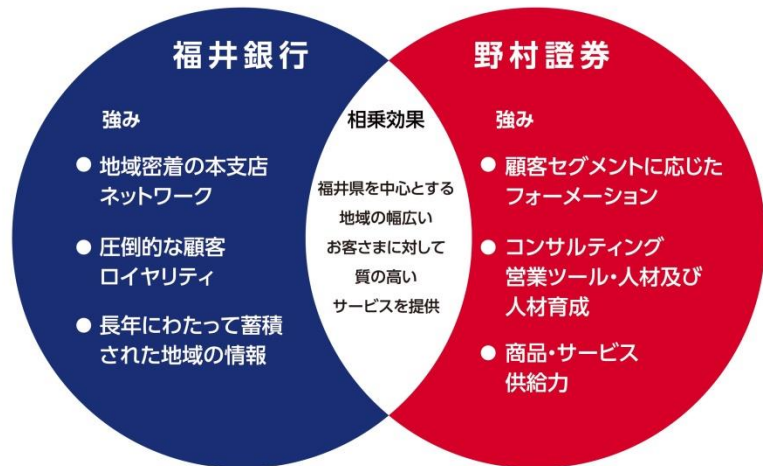 福井銀行
強み
● 地域密着の本支店
ネットワーク
● 圧倒的な顧客
ロイヤリティ
● 長年にわたって蓄積
された地域の情報
相乗効果
福井県を中心とする
地域の幅広い
お客さまに対して
質の高い
サービスを提供
野村證券
強み
● 顧客セグメントに応じた
フォーメーション
● コンサルティング
営業ツール・人材及び
人材育成
● 商品・サービス
供給力